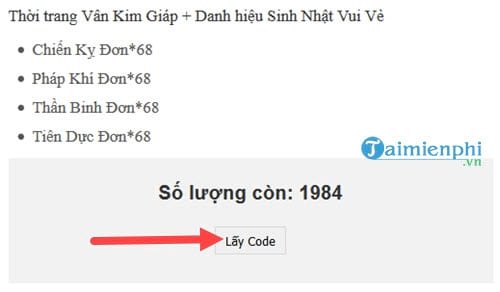 Thời trang Vân Kim Giáp + Danh hiệu Sinh Nhật Vui Vẻ
Chiến Kỵ Đơn*68
Pháp Khí Đơn*68
Thần Binh Đơn*68
Tiên Dực Đơn*68
Taimienphi
.vn
Số lượng còn: 1984
Lấy Code